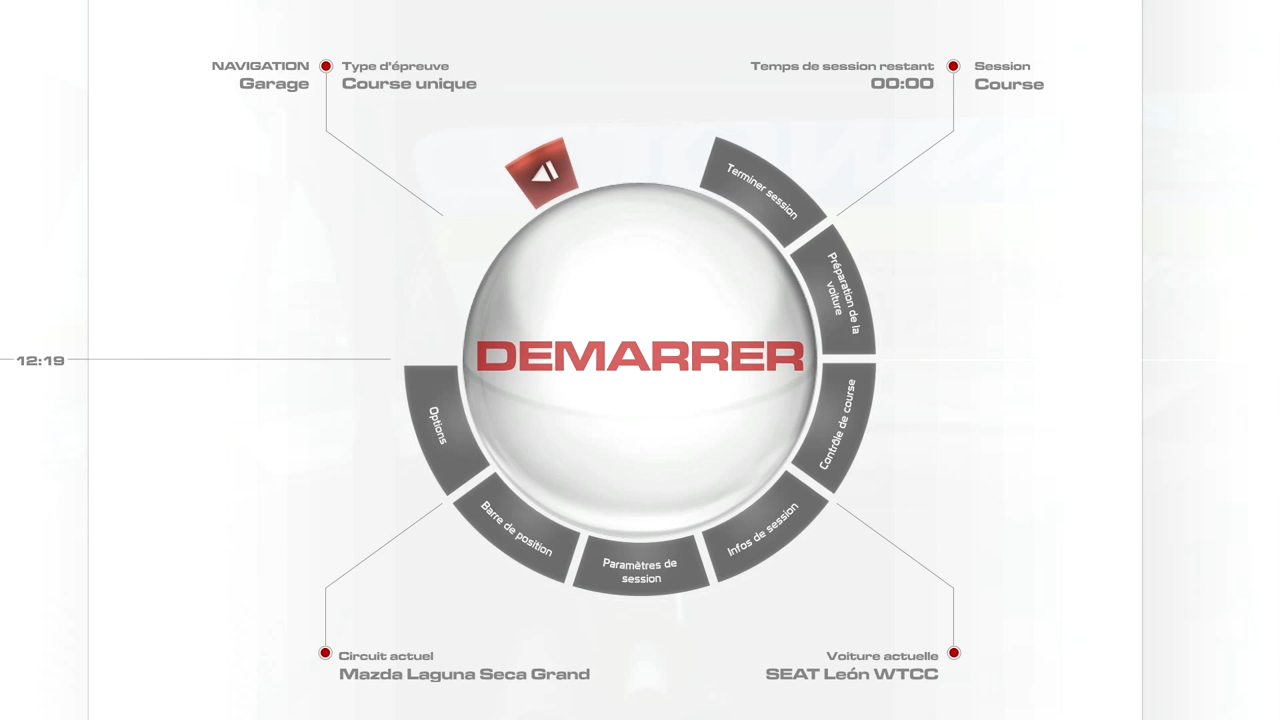 NAVIGATION
Garage
Type d'épreuve
Course unique
Temps de session restant
00:00
Session
Course
Terminer session
Préparation de la
voiture
12:19
DEMARRER
Options
Contrôle de course
Barre de position
Infos de session
Paramètres de
session
Circuit actuel
Mazda Laguna Seca Grand
Voiture actuelle
SEAT León WTCC